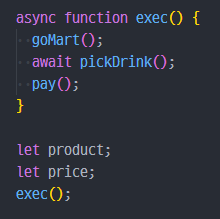 async function exec() {
  goMart();
  await pickDrink();
  pay();
}

let product;
let price;
exec();